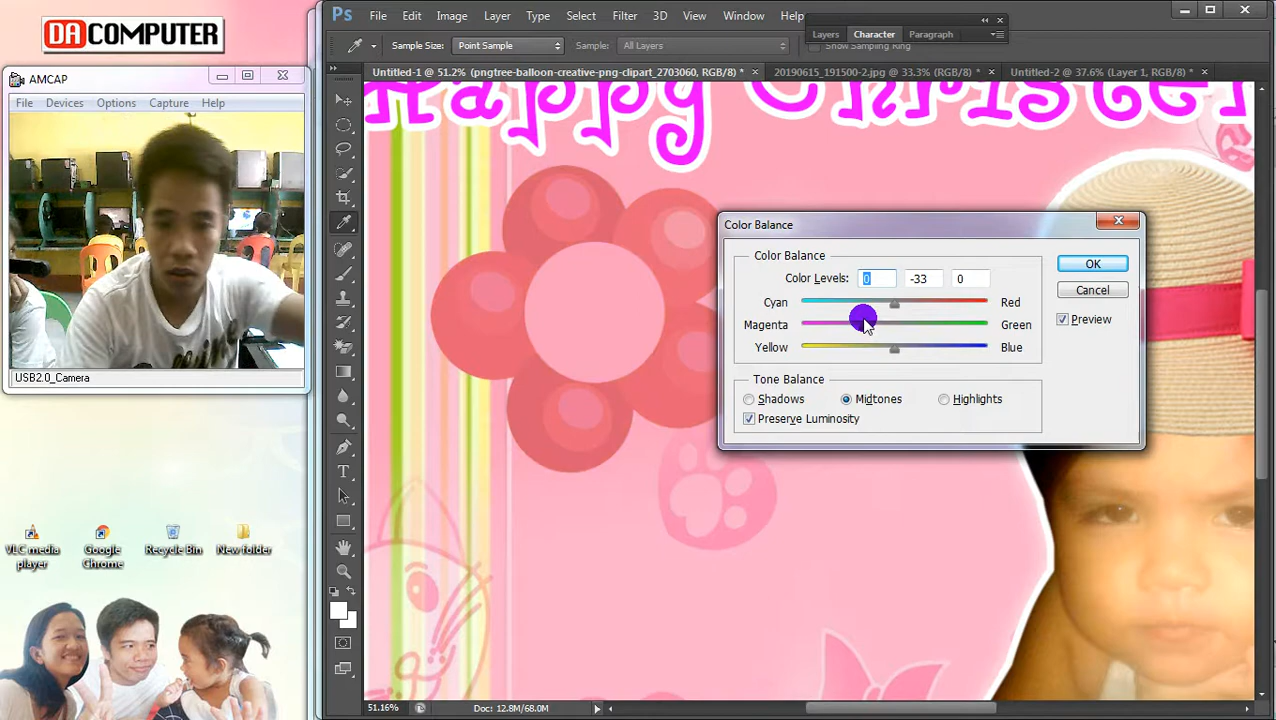 DA COMPUTER
AMCAP
File Devices Options Capture Help
USB2.0_Camera
VLC media player
Google Chrome
Recycle Bin
New folder
Ps File Edit Image Layer Type Select Filter 3D View Help
Layers Character Paragraph
Sample Size: Point Sample Sample: All Layers Show Sampling Ring
Untitled-1 @ 51.2% (pngtree-balloon-creative-png-clipart_2703060, RGB/8) * × 20190615_191500-2.jpg @ 33.3% (RGB/8) * × Untitled-2 @ 37.6% (Layer 1, RGB/8) * ×
Happy Christe
Color Balance
Color Balance
Color Levels: 0 -33 0
Cyan Red
Magenta Green
Yellow Blue
Tone Balance
Shadows Midtones Highlights
Preserve Luminosity
OK
Cancel
Preview
51.16% Doc: 12.8M/68.0M